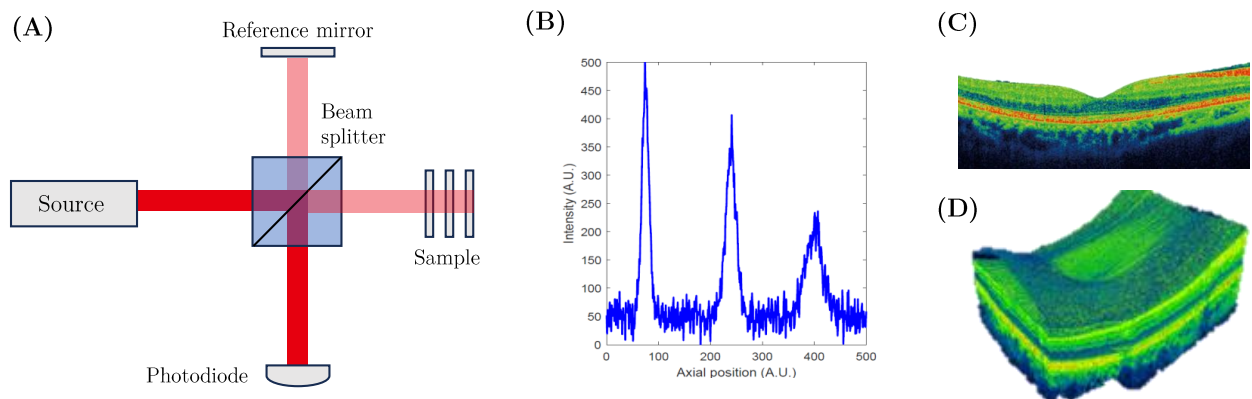 (A)
Reference mirror
Beam
splitter
Source
Sample
Photodiode
(B)
500
450
400
350
300
250
200
150
100
50
0
Intensity (A.U.)
0 100 200 300 400 500
Axial position (A.U.)
(C)
(D)